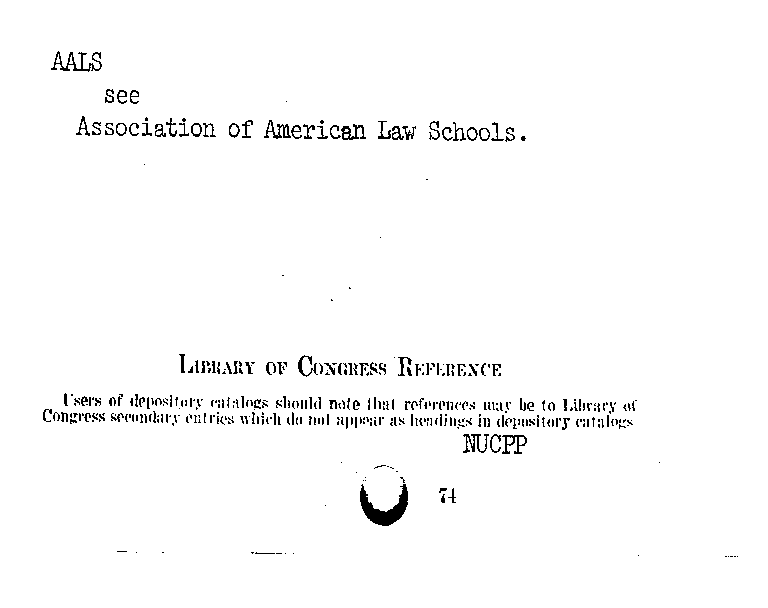 AALS
see
Association of American Law Schools.
LIBRARY OF CONGRESS REFERENCE
Users of depository catalogs should note that references may be to Library of
Congress secondary entries which do not appear as headings in depository catalogs
NUCPP
74